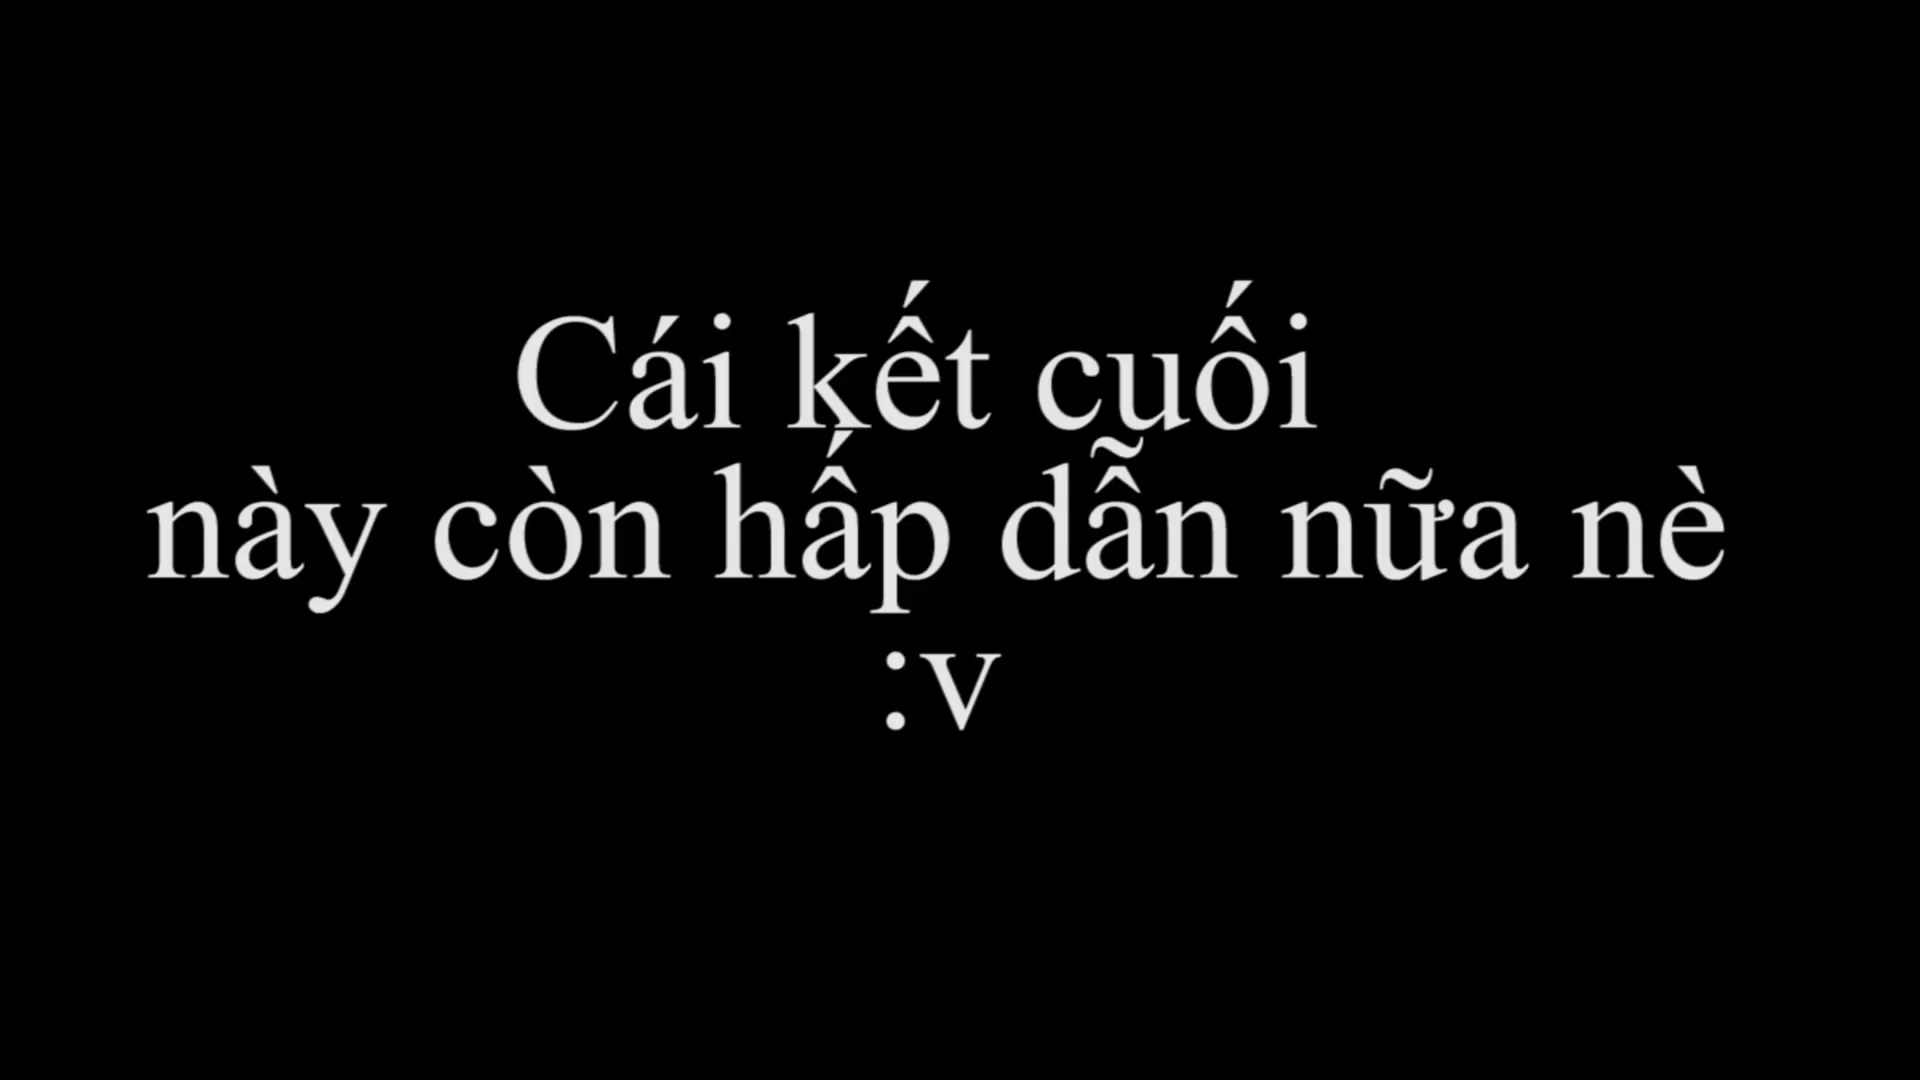 Cái kết cuối
này còn hấp dẫn nữa nè
:v